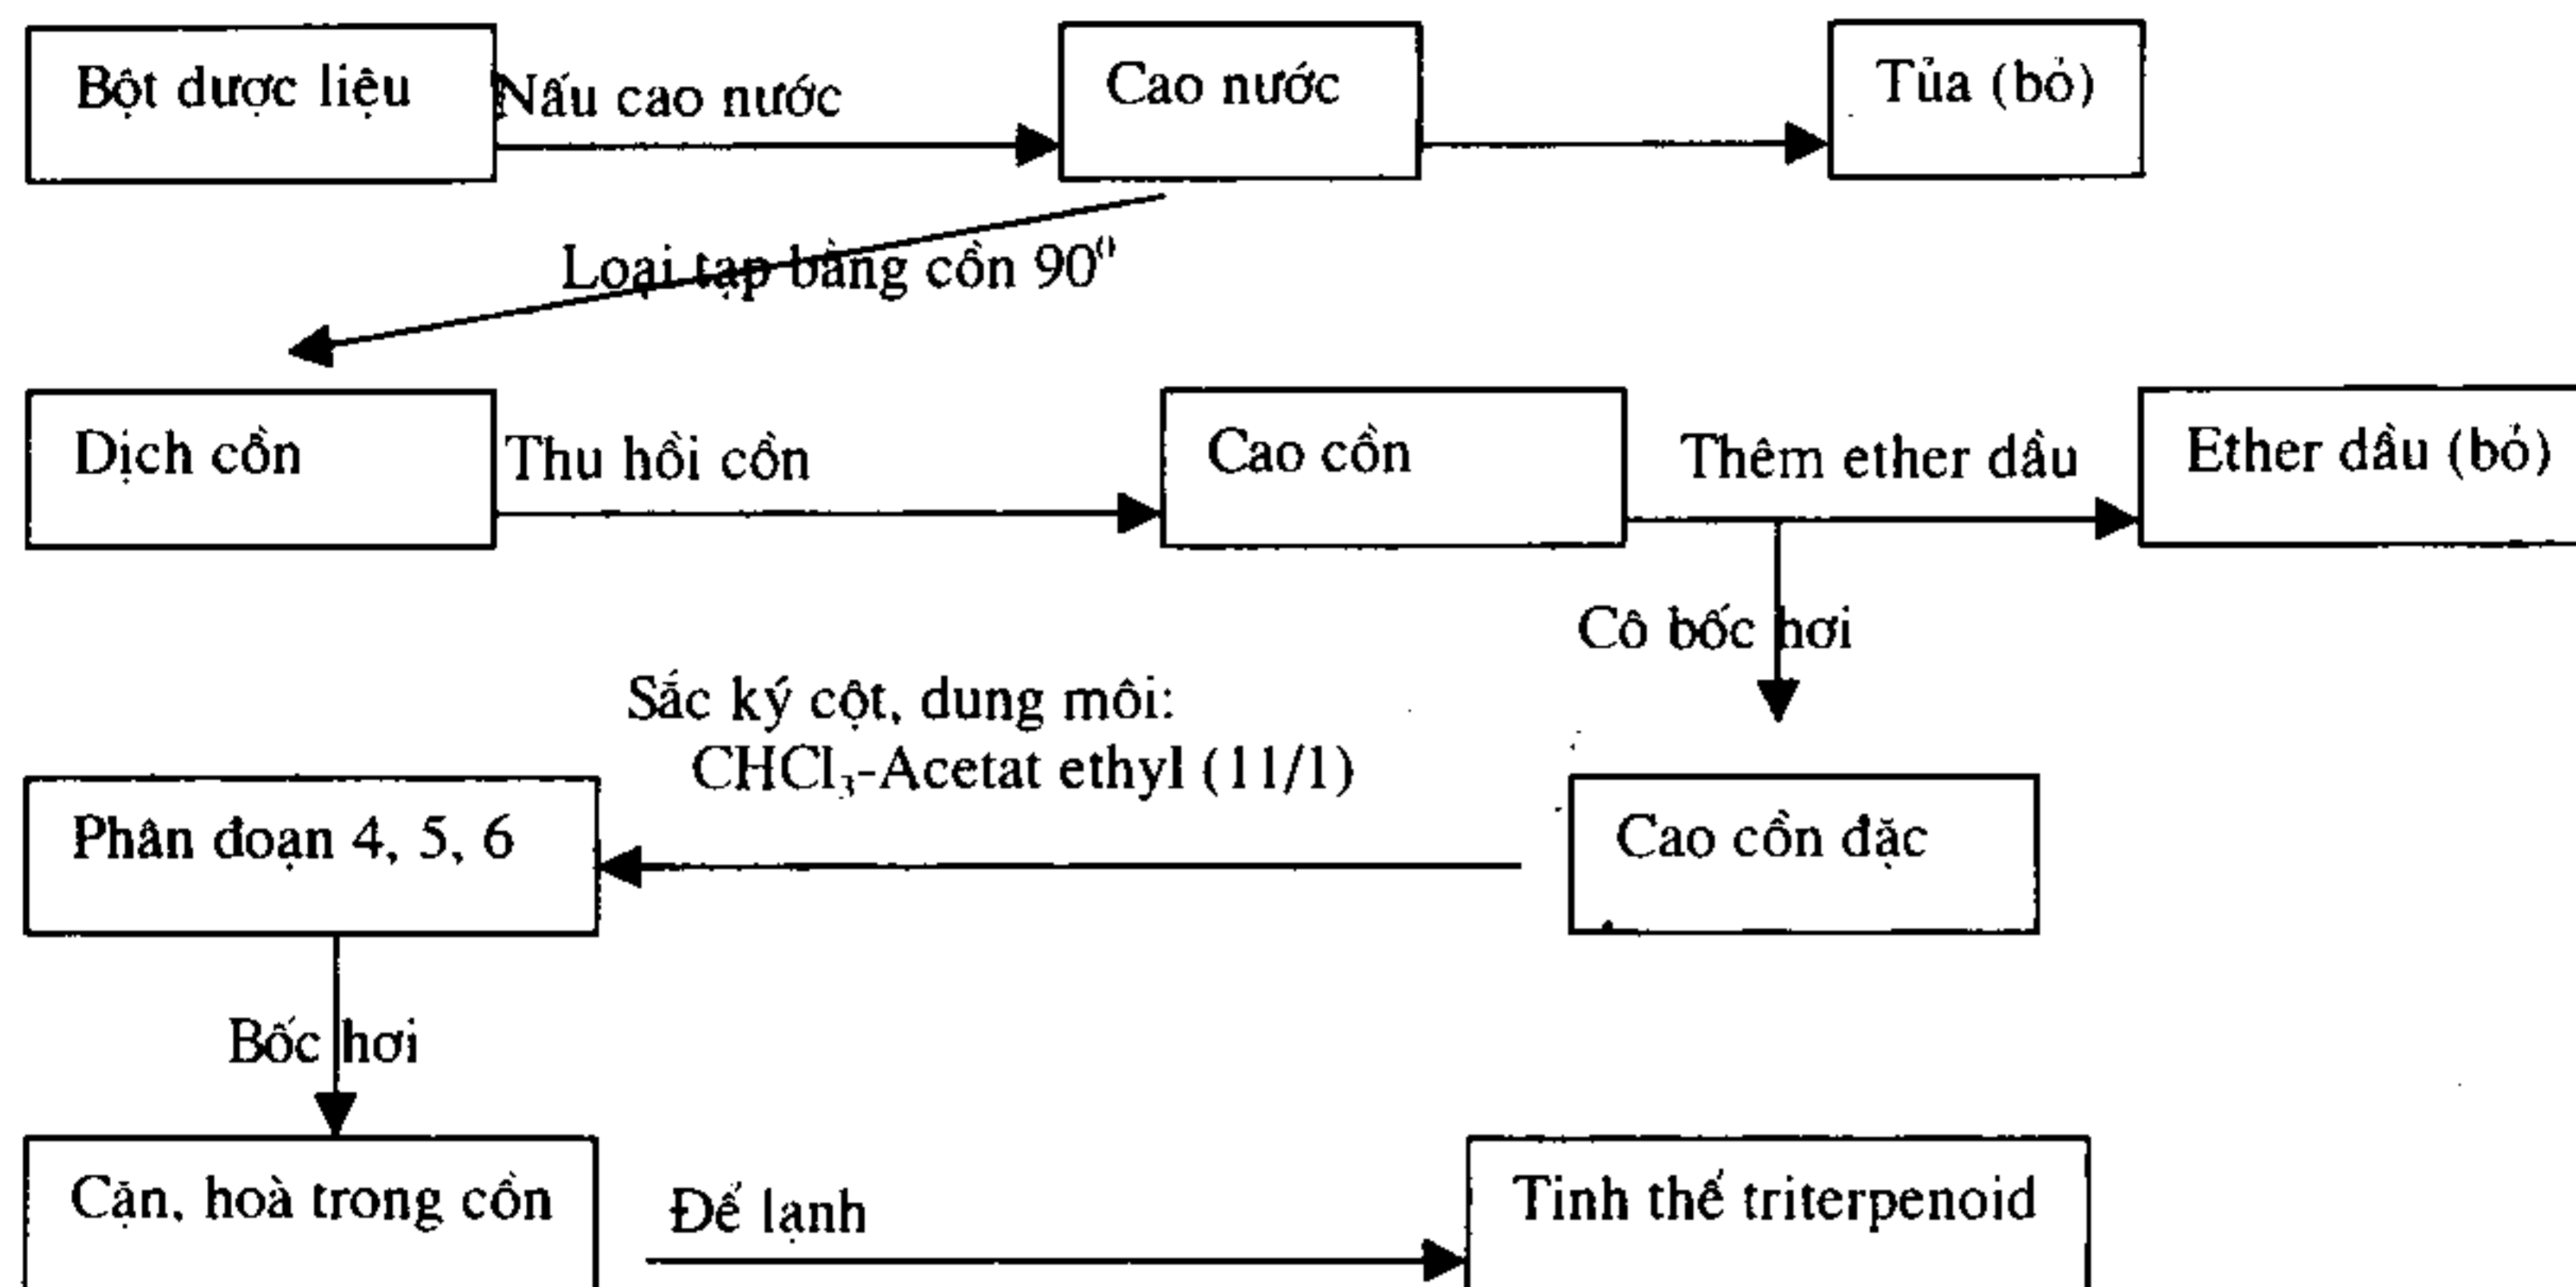 Bột dược liệu
Nấu cao nước
Cao nước
Tủa (bỏ)
Loại tạp bằng cồn 90⁰
Dịch cồn
Thu hồi cồn
Cao cồn
Thêm ether dầu
Ether dầu (bỏ)
Cô bốc hơi
Sắc ký cột, dung môi:
CHCl₃-Acetat ethyl (11/1)
Phân đoạn 4, 5, 6
Cao cồn đặc
Bốc hơi
Cặn, hoà trong cồn
Để lạnh
Tinh thể triterpenoid